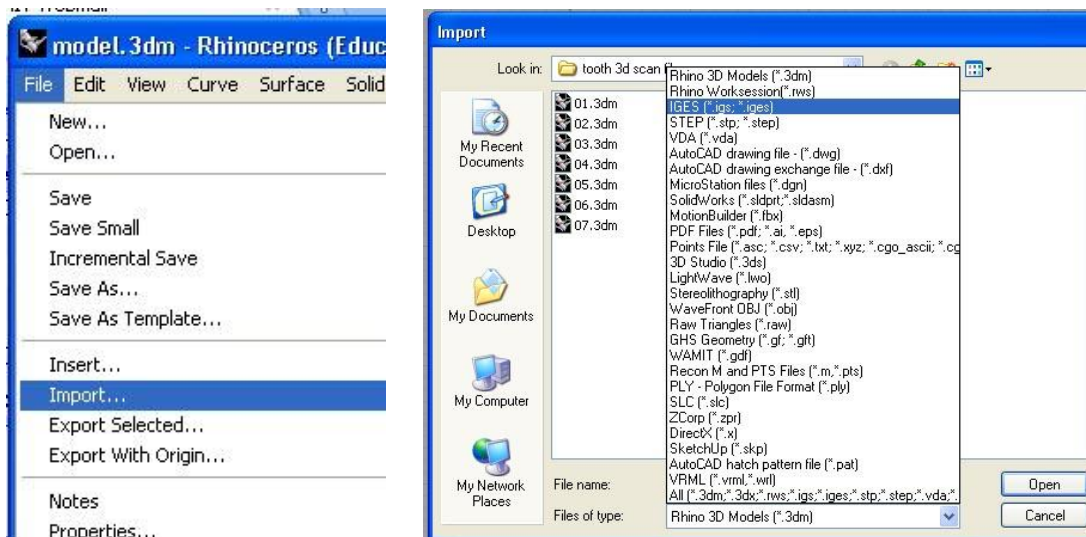 model.3dm - Rhinoceros (Educ
File Edit View Curve Surface Solid
New...
Open...
Save
Save Small
Incremental Save
Save As...
Save As Template...
Insert...
Import...
Export Selected...
Export With Origin...
Notes
Properties...
Import
Look in: tooth 3d scan
01.3dm
02.3dm
03.3dm
04.3dm
05.3dm
06.3dm
07.3dm
My Recent
Documents
Desktop
My Documents
My Computer
My Network
Places
Rhino 3D Models (*.3dm)
Rhino Worksession(*.rws)
IGES (*.igs; *.iges)
STEP (*.stp; *.step)
VDA (*.vda)
AutoCAD drawing file - (*.dwg)
AutoCAD drawing exchange file - (*.dxf)
MicroStation files (*.dgn)
SolidWorks (*.sldprt;*.sldasm)
MotionBuilder (*.fbx)
PDF Files (*.pdf; *.ai, *.eps)
Points File (*.asc; *.csv; *.txt; *.xyz; *.cgo_ascii; *.cg
3D Studio (*.3ds)
LightWave (*.lwo)
Stereolithography (*.stl)
WaveFront OBJ (*.obj)
Raw Triangles (*.raw)
GHS Geometry (*.gf; *.gft)
WAMIT (*.gdf)
Recon M and PTS Files (*.m,*.pts)
PLY - Polygon File Format (*.ply)
SLC (*.slc)
ZCorp (*.zpr)
DirectX (*.x)
SketchUp (*.skp)
AutoCAD hatch pattern file (*.pat)
VRML (*.vrml,*.wrl)
All (*.3dm;*.3dx;*.rws;*.igs;*.iges;*.stp;*.step;*.vda;*.
File name:
Open
Files of type: Rhino 3D Models (*.3dm)
Cancel